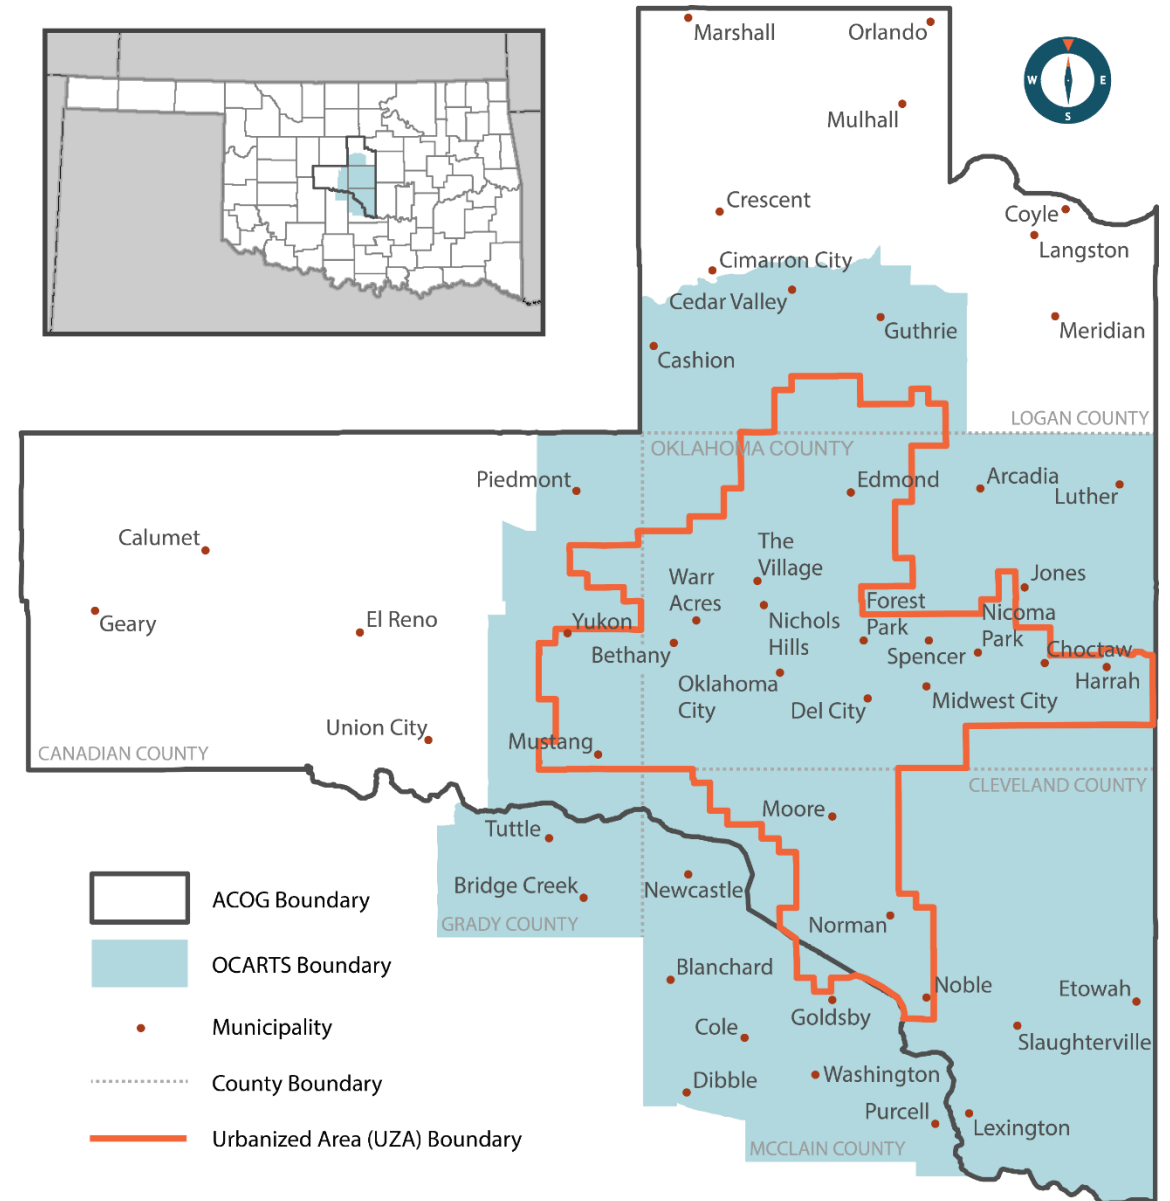 Marshall
Orlando
Mulhall
W
E
S
Crescent
Coyle
Langston
Cimarron City
Cedar Valley
Guthrie
Meridian
Cashion
LOGAN COUNTY
OKLAHOMA COUNTY
Piedmont
Edmond
Arcadia
Luther
Calumet
The
Village
Warr
Acres
Jones
Geary
El Reno
Yukon
Nichols
Hills
Forest
Park
Nicoma
Park
Bethany
Spencer
Choctaw
Harrah
Oklahoma
City
Del City
Midwest City
Union City
Mustang
CANADIAN COUNTY
CLEVELAND COUNTY
Moore
Tuttle
Bridge Creek
Newcastle
GRADY COUNTY
Norman
Blanchard
Noble
Etowah
Goldsby
Cole
Slaughterville
Dibble
Washington
Purcell
Lexington
MCCLAIN COUNTY
ACOG Boundary
OCARTS Boundary
Municipality
County Boundary
Urbanized Area (UZA) Boundary